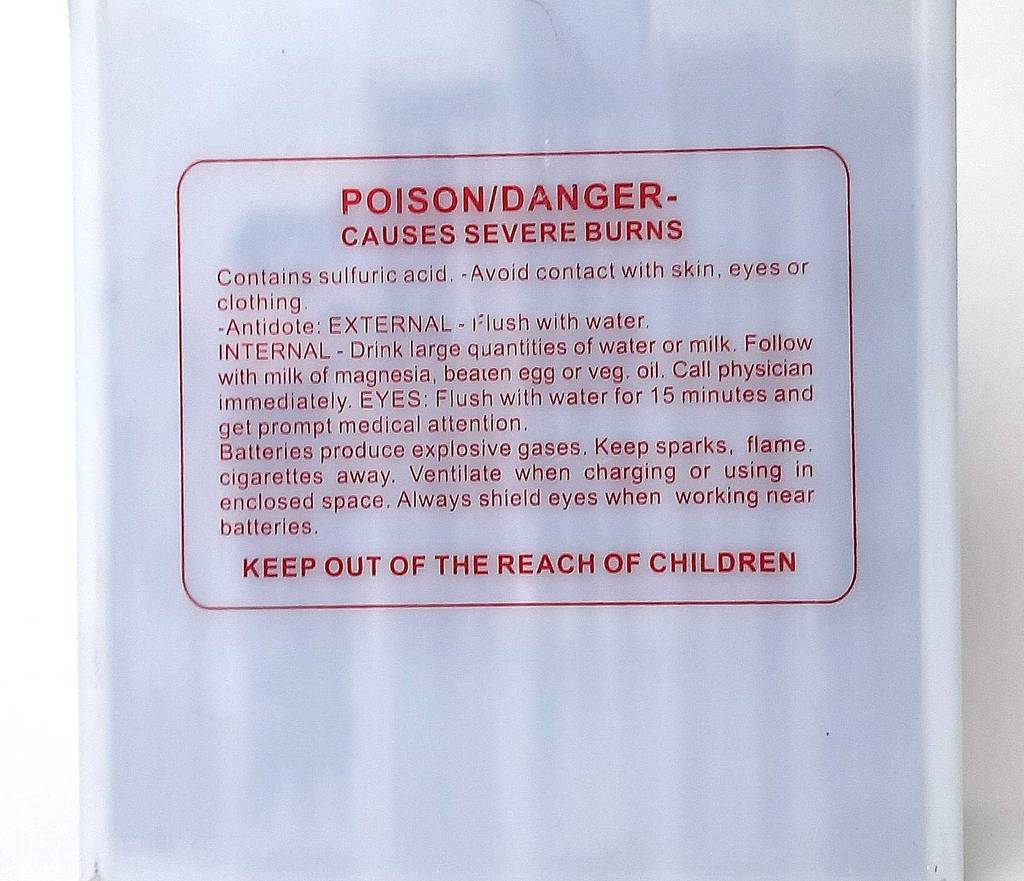 POISON/DANGER-
CAUSES SEVERE BURNS
Contains sulfuric acid. -Avoid contact with skin, eyes or
clothing.
-Antidote: EXTERNAL - Flush with water.
INTERNAL - Drink large quantities of water or milk. Follow
with milk of magnesia, beaten egg or veg. oil. Call physician
immediately. EYES: Flush with water for 15 minutes and
get prompt medical attention.
Batteries produce explosive gases. Keep sparks, flame.
cigarettes away. Ventilate when charging or using in
enclosed space. Always shield eyes when working near
batteries.
KEEP OUT OF THE REACH OF CHILDREN